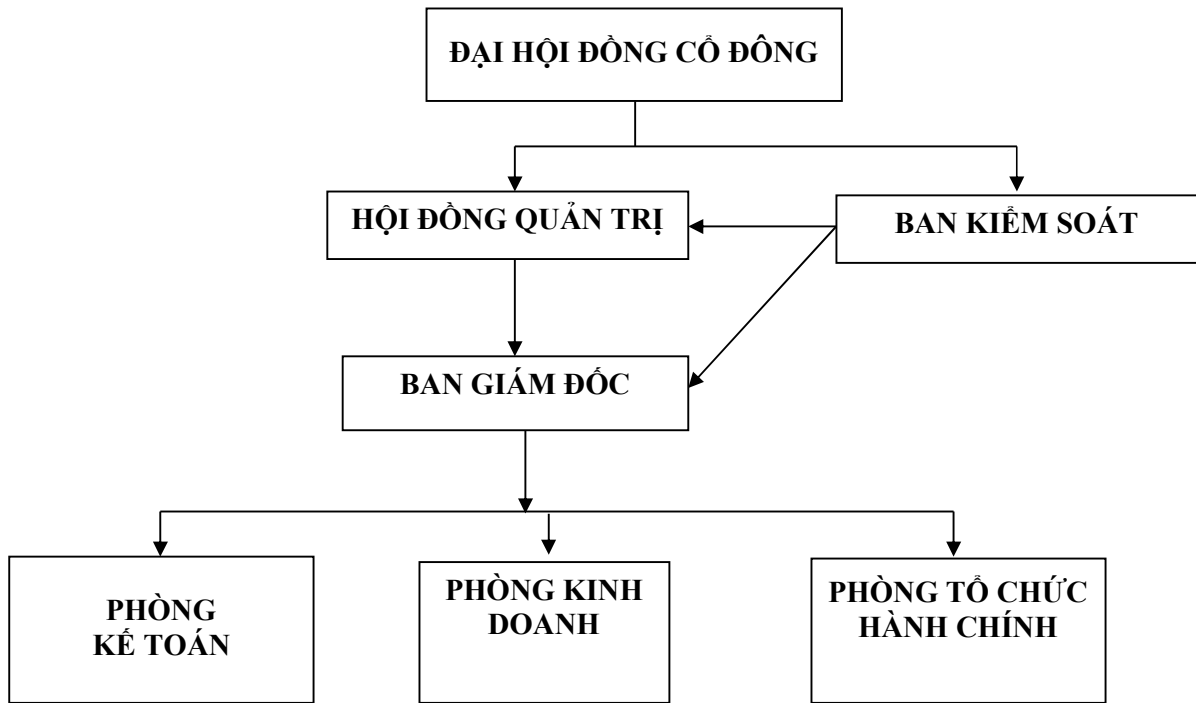 ĐẠI HỘI ĐỒNG CỔ ĐÔNG
HỘI ĐỒNG QUẢN TRỊ
BAN KIỂM SOÁT
BAN GIÁM ĐỐC
PHÒNG
KẾ TOÁN
PHÒNG KINH
DOANH
PHÒNG TỔ CHỨC
HÀNH CHÍNH